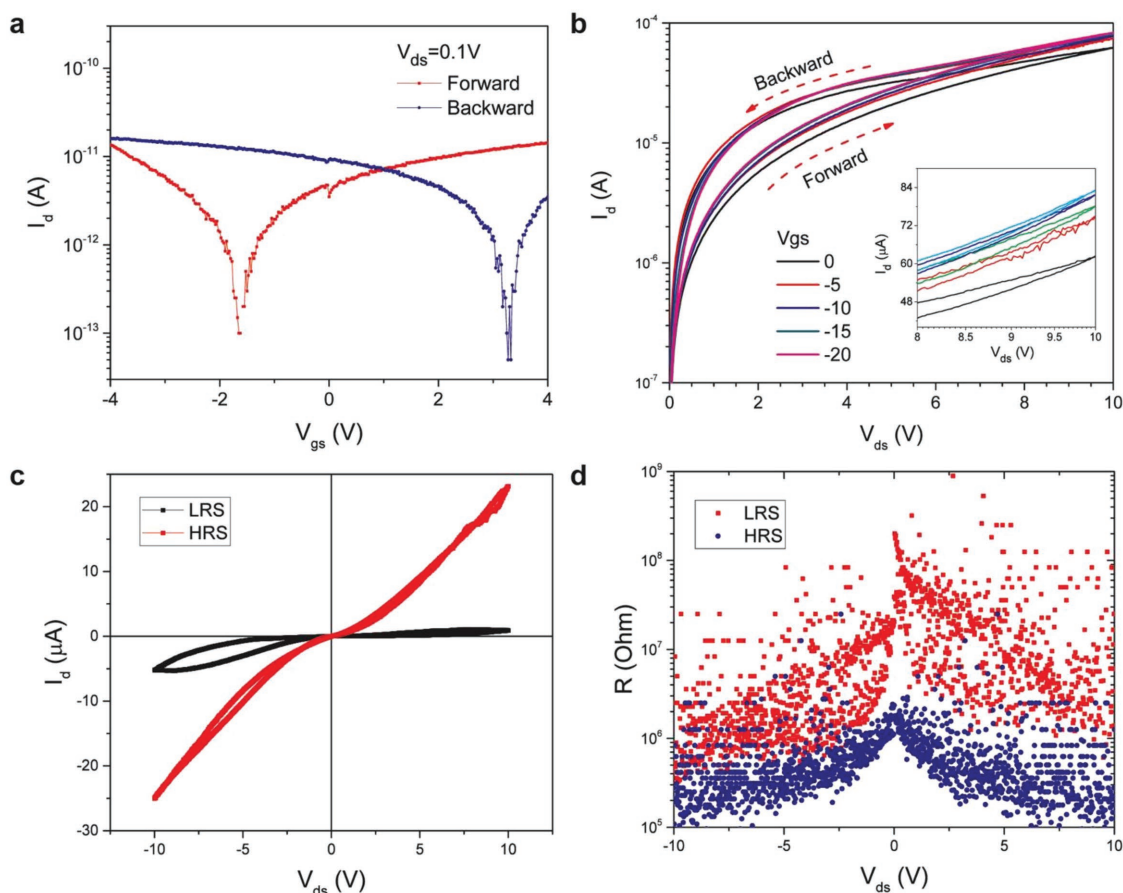 a
V_ds=0.1V
Forward
Backward
10^-10
10^-11
10^-12
10^-13
I_d (A)
-4
-2
0
2
4
V_gs (V)
b
Backward
Forward
10^-4
10^-5
10^-6
10^-7
I_d (A)
Vgs
0
-5
-10
-15
-20
84
72
60
48
I_d (μA)
8
8.5
9
9.5
10
V_ds (V)
0
2
4
6
8
10
V_ds (V)
c
LRS
HRS
20
10
0
-10
-20
-30
I_d (μA)
-10
-5
0
5
10
V_ds (V)
d
LRS
HRS
10^9
10^8
10^7
10^6
10^5
R (Ohm)
-10
-5
0
5
10
V_ds (V)